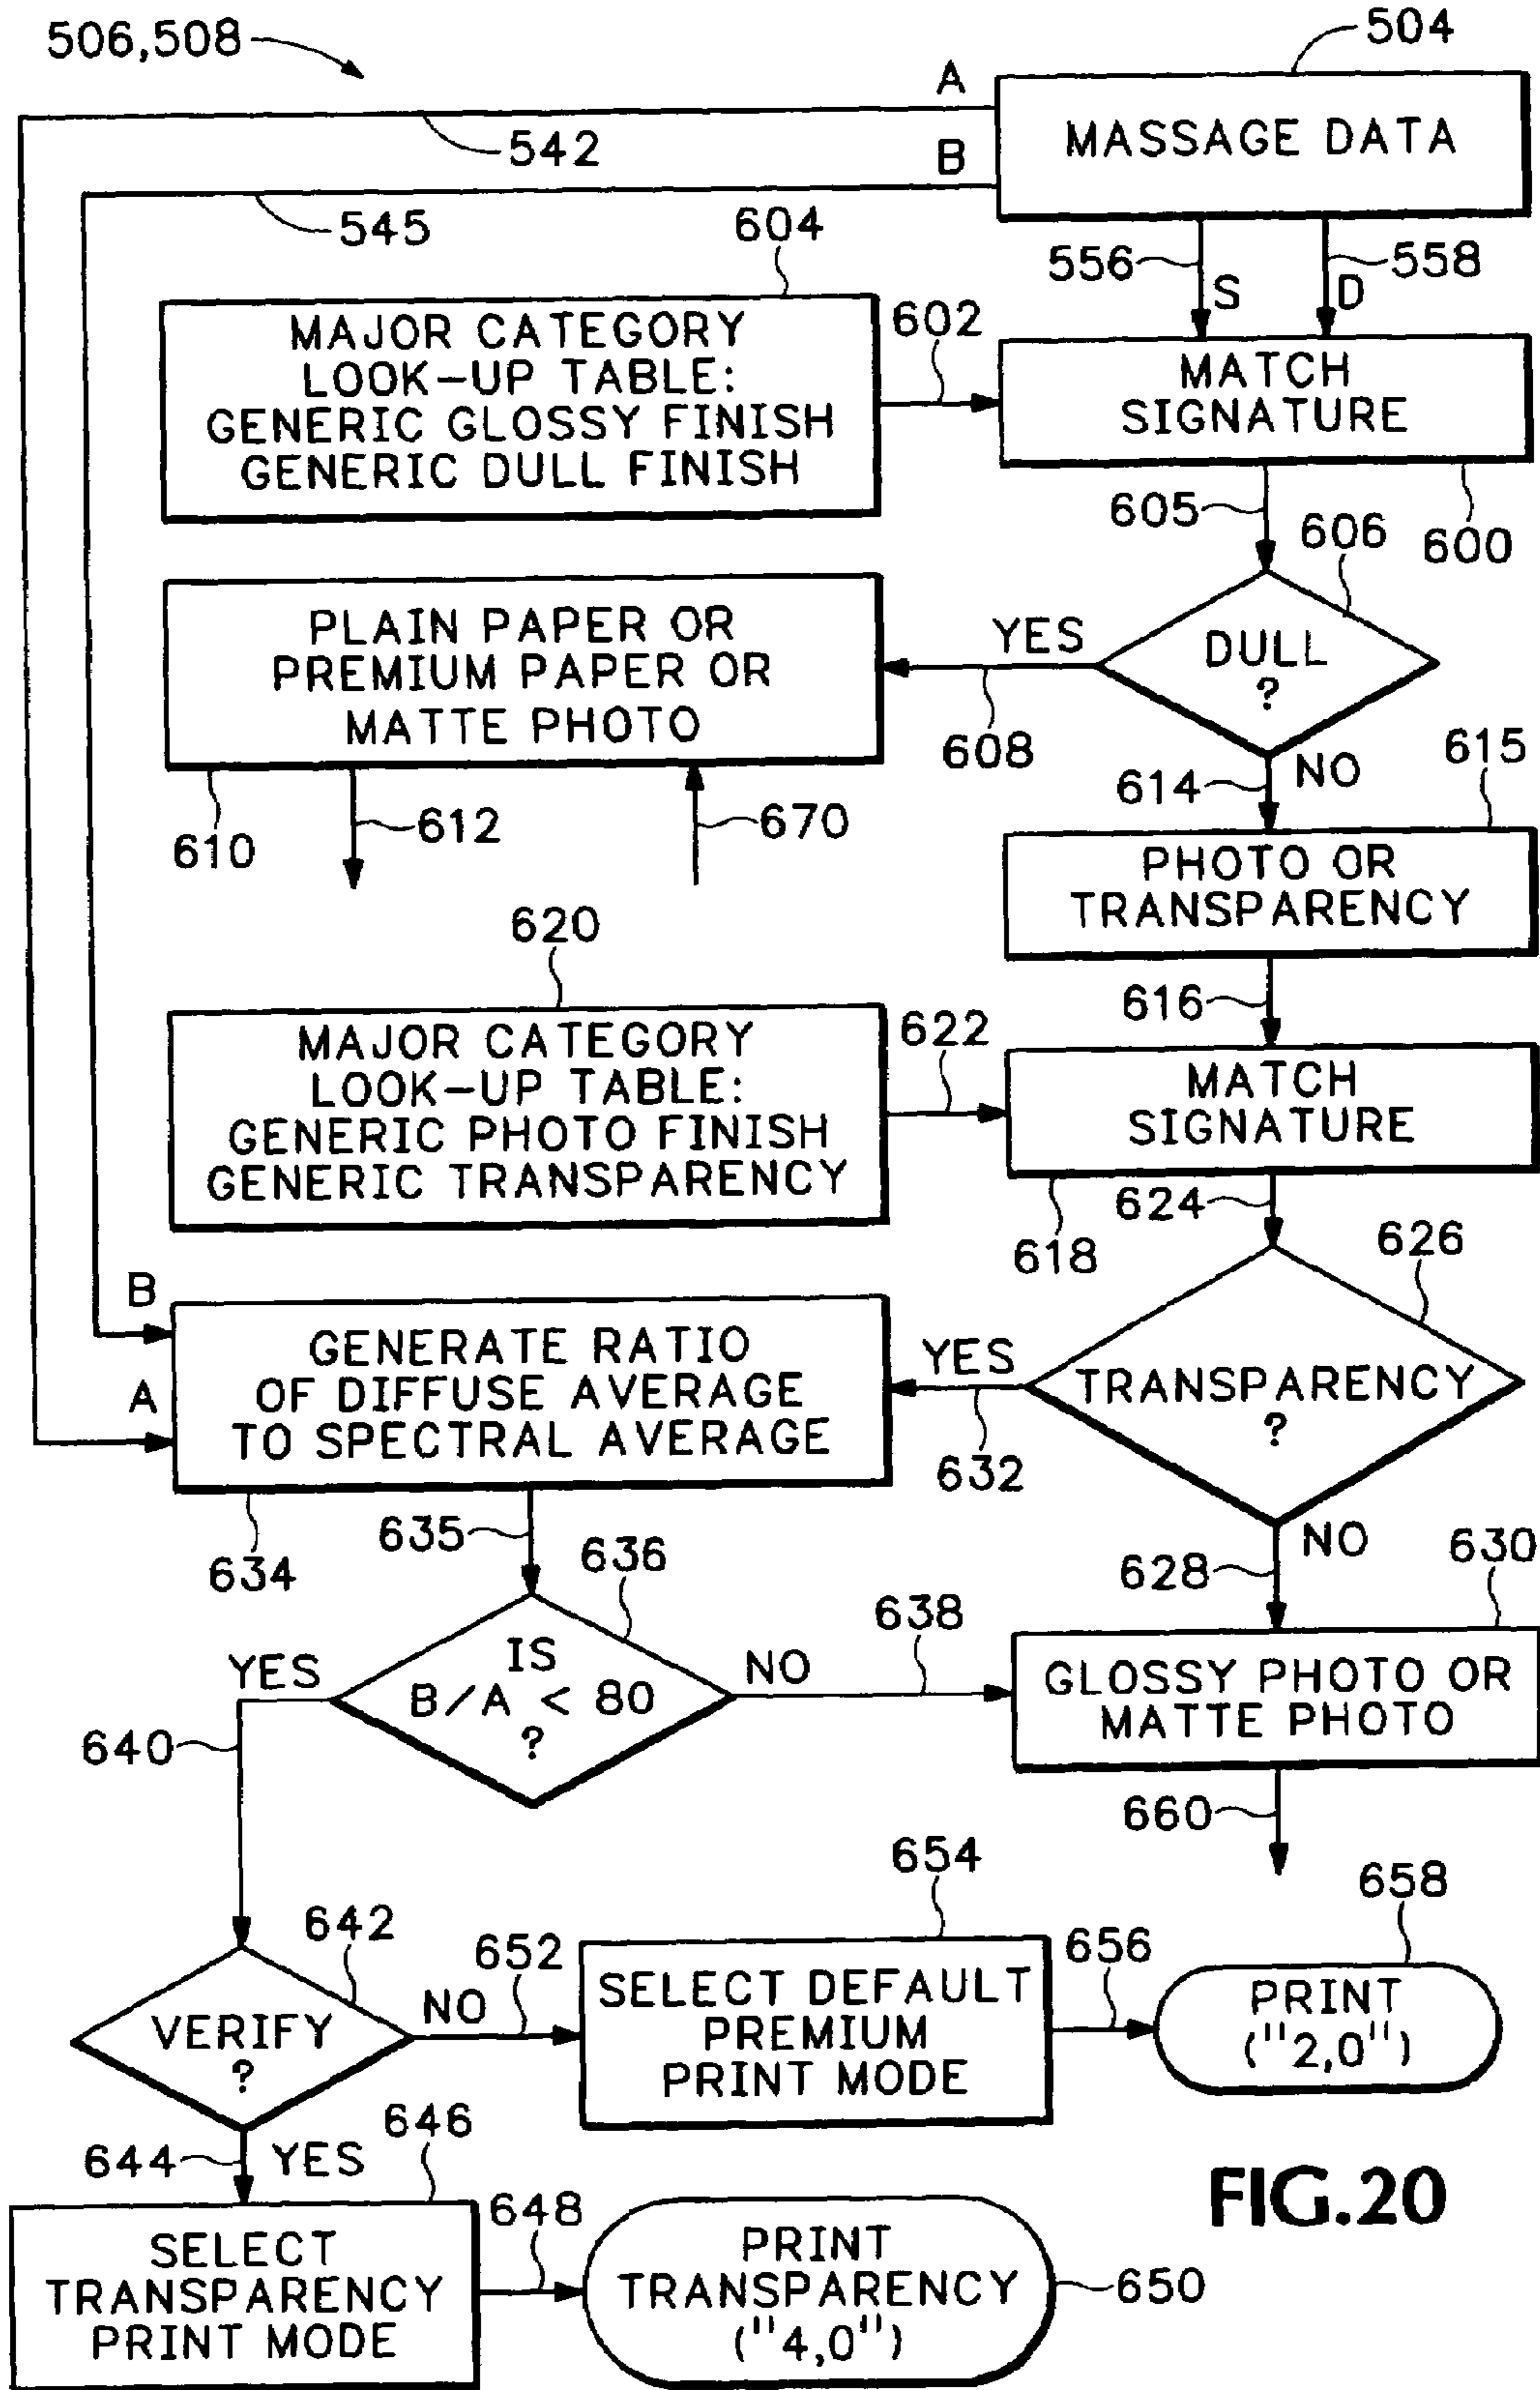 506,508
504
A
MASSAGE DATA
542
B
545
604
556
558
S
D
MAJOR CATEGORY
LOOK-UP TABLE:
GENERIC GLOSSY FINISH
GENERIC DULL FINISH
602
MATCH
SIGNATURE
605
606
600
PLAIN PAPER OR
PREMIUM PAPER OR
MATTE PHOTO
YES
DULL
?
608
NO
615
614
610
612
670
PHOTO OR
TRANSPARENCY
620
616
MAJOR CATEGORY
LOOK-UP TABLE:
GENERIC PHOTO FINISH
GENERIC TRANSPARENCY
622
MATCH
SIGNATURE
624
618
626
B
A
GENERATE RATIO
OF DIFFUSE AVERAGE
TO SPECTRAL AVERAGE
YES
TRANSPARENCY
?
632
635
634
636
NO
628
630
638
YES
IS
B/A < 80
?
NO
GLOSSY PHOTO OR
MATTE PHOTO
640
660
654
658
642
652
656
VERIFY
?
NO
SELECT DEFAULT
PREMIUM
PRINT MODE
PRINT
("2,0")
646
644
YES
FIG.20
648
SELECT
TRANSPARENCY
PRINT MODE
PRINT
TRANSPARENCY
("4,0")
650